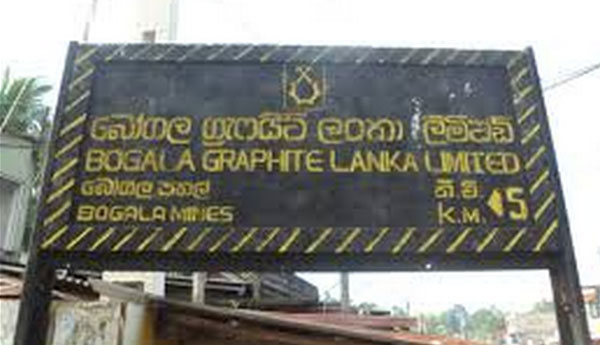 බෝගල ග්‍රැෆයිට් ලංකා ලිමිටඩ්
BOGALA GRAPHITE LANKA LIMITED
බෝගල පතල්
BOGALA MINES
කි මි
K.M. 5